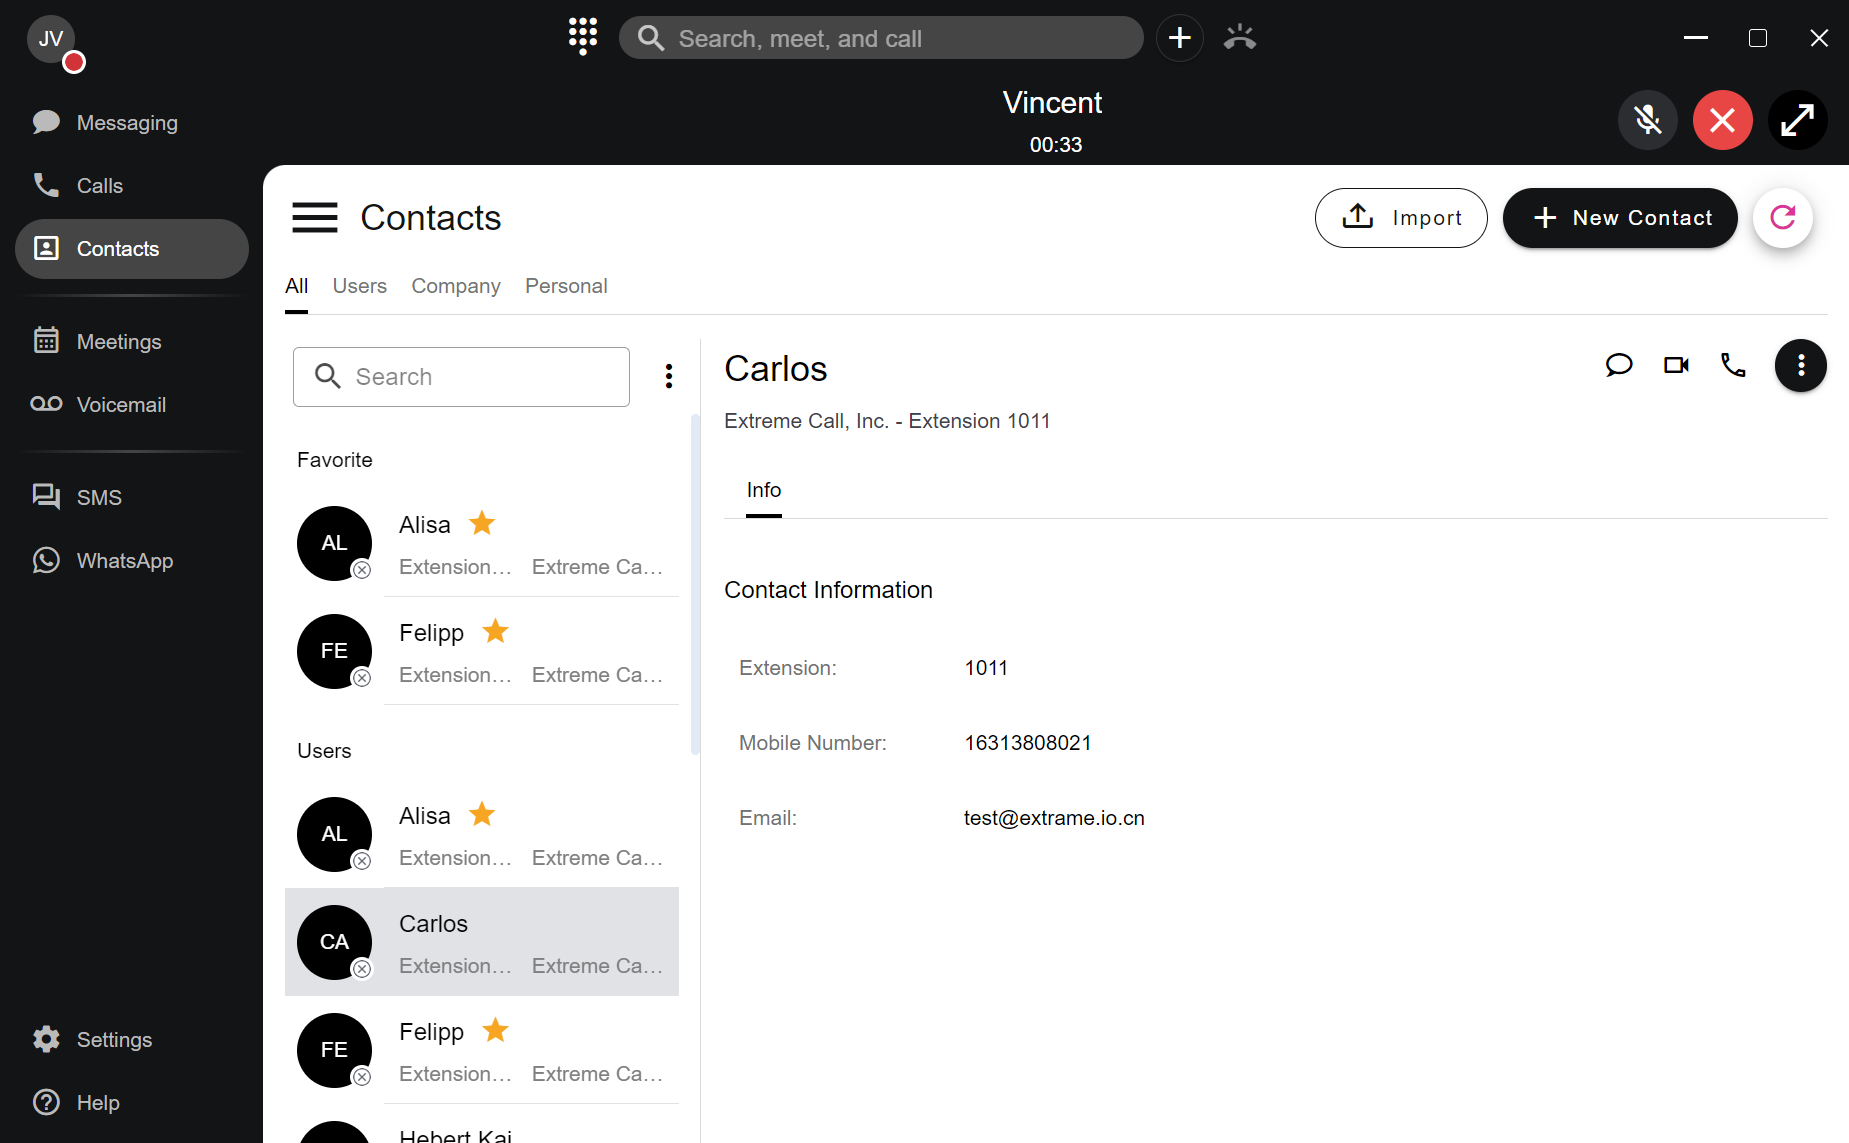 JV
Search, meet, and call
Messaging
Calls
Contacts
Meetings
Voicemail
SMS
WhatsApp
Settings
Help
Vincent
00:33
Contacts
Import
New Contact
All Users Company Personal
Search
Favorite
AL Alisa
Extension... Extreme Ca...
FE Felipp
Extension... Extreme Ca...
Users
AL Alisa
Extension... Extreme Ca...
CA Carlos
Extension... Extreme Ca...
FE Felipp
Extension... Extreme Ca...
Hebert Kai
Carlos
Extreme Call, Inc. - Extension 1011
Info
Contact Information
Extension: 1011
Mobile Number: 16313808021
Email: test@extrame.io.cn